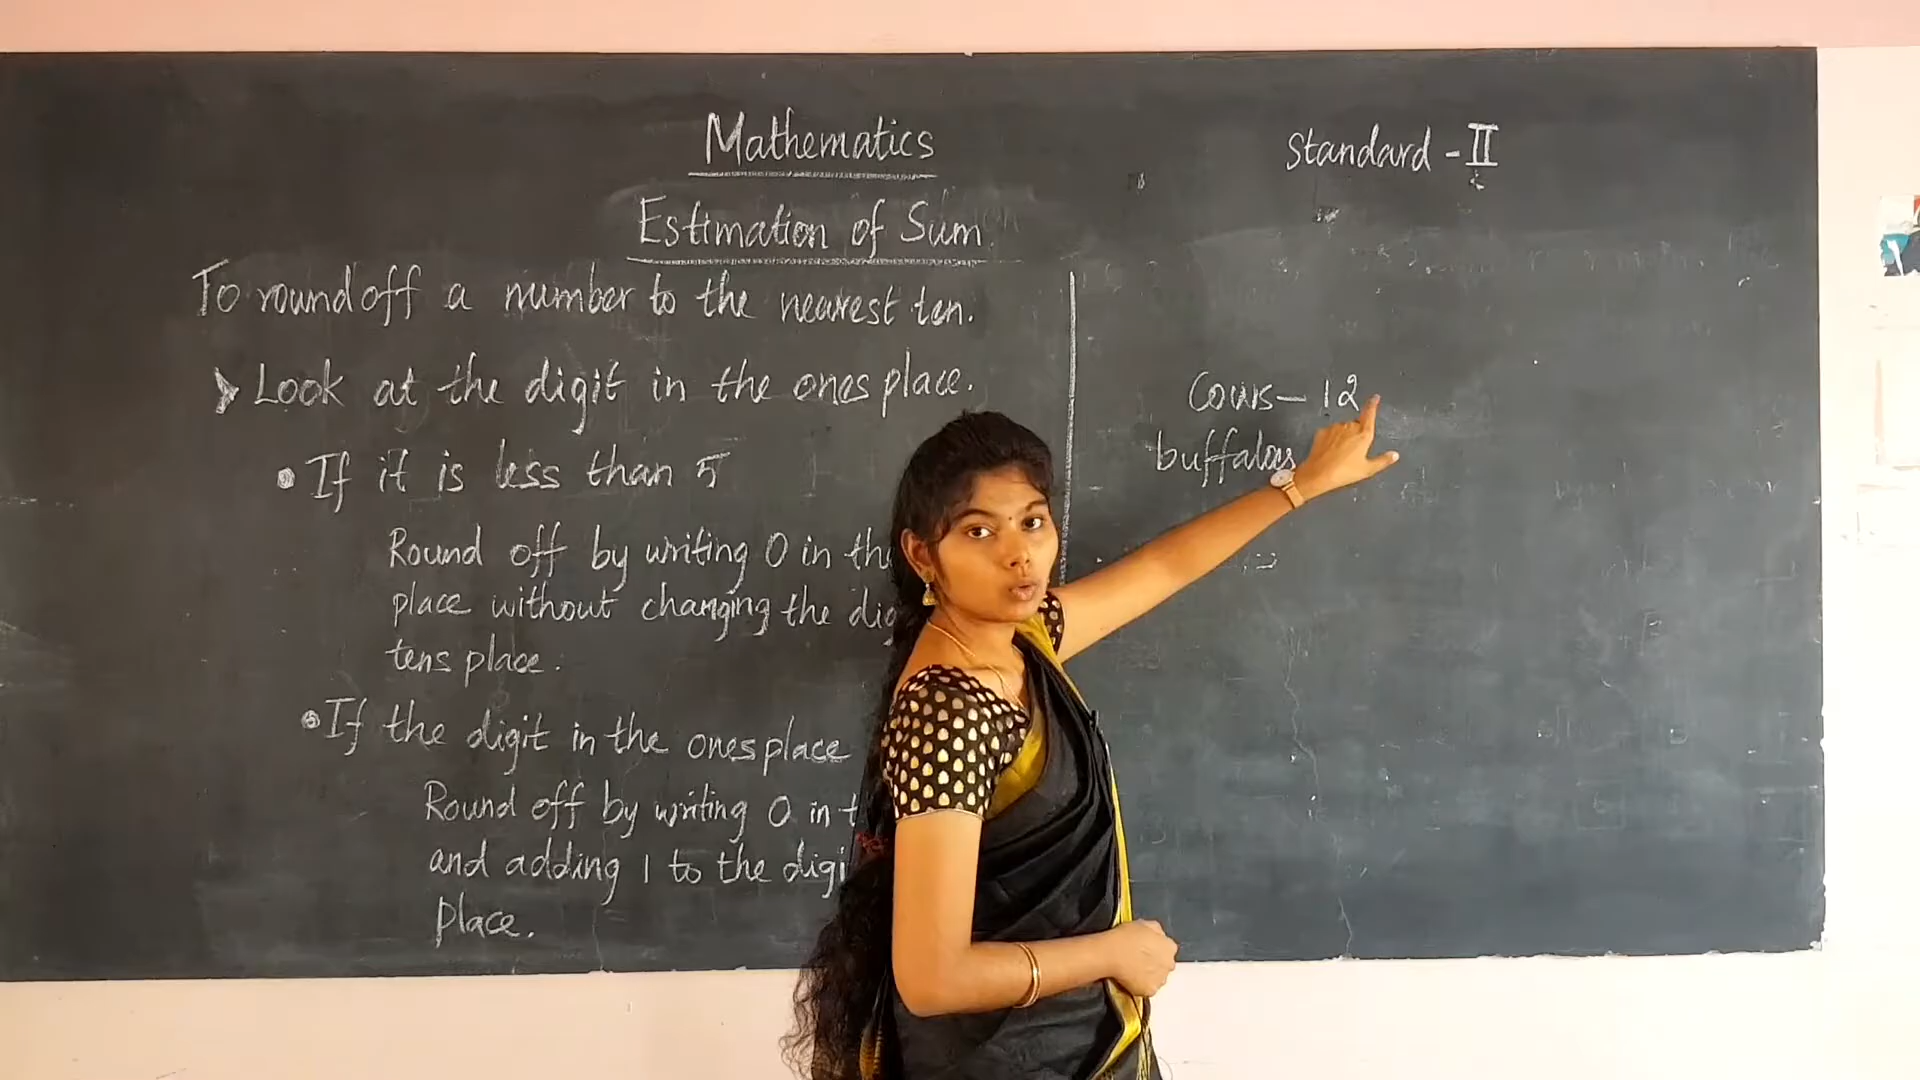 Mathematics
Standard - II
Estimation of Sum
To round off a number to the nearest ten.
Look at the digit in the ones place.
If it is less than 5
Round off by writing 0 in the
place without changing the dig
tens place.
If the digit in the ones place
Round off by writing 0 in t
and adding 1 to the digi
place.
Cows - 12
buffaloes